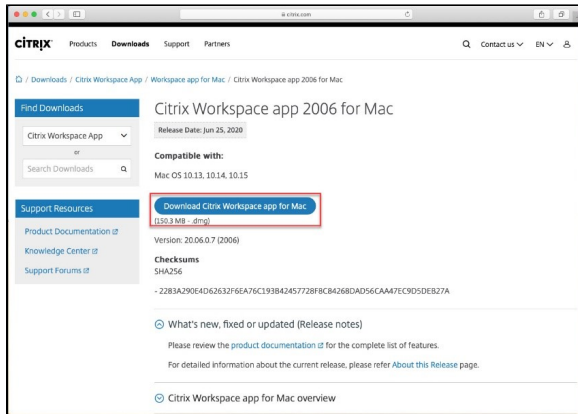 citrix.com
CİTRIX
Products Downloads Support Partners
Contact us EN
/ Downloads / Citrix Workspace App / Workspace app for Mac / Citrix Workspace app 2006 for Mac
Find Downloads
Citrix Workspace App
or
Search Downloads
Support Resources
Product Documentation
Knowledge Center
Support Forums
Citrix Workspace app 2006 for Mac
Release Date: Jun 25, 2020
Compatible with:
Mac OS 10.13, 10.14, 10.15
Download Citrix Workspace app for Mac
(150.3 MB - .dmg)
Version: 20.06.0.7 (2006)
Checksums
SHA256
- 2283A290E4D62632F6EA76C193B42457728F8CB4268DAD56CAA47EC9D5DEB27A
What's new, fixed or updated (Release notes)
Please review the product documentation for the complete list of features.
For detailed information about the current release, please refer About this Release page.
Citrix Workspace app for Mac overview